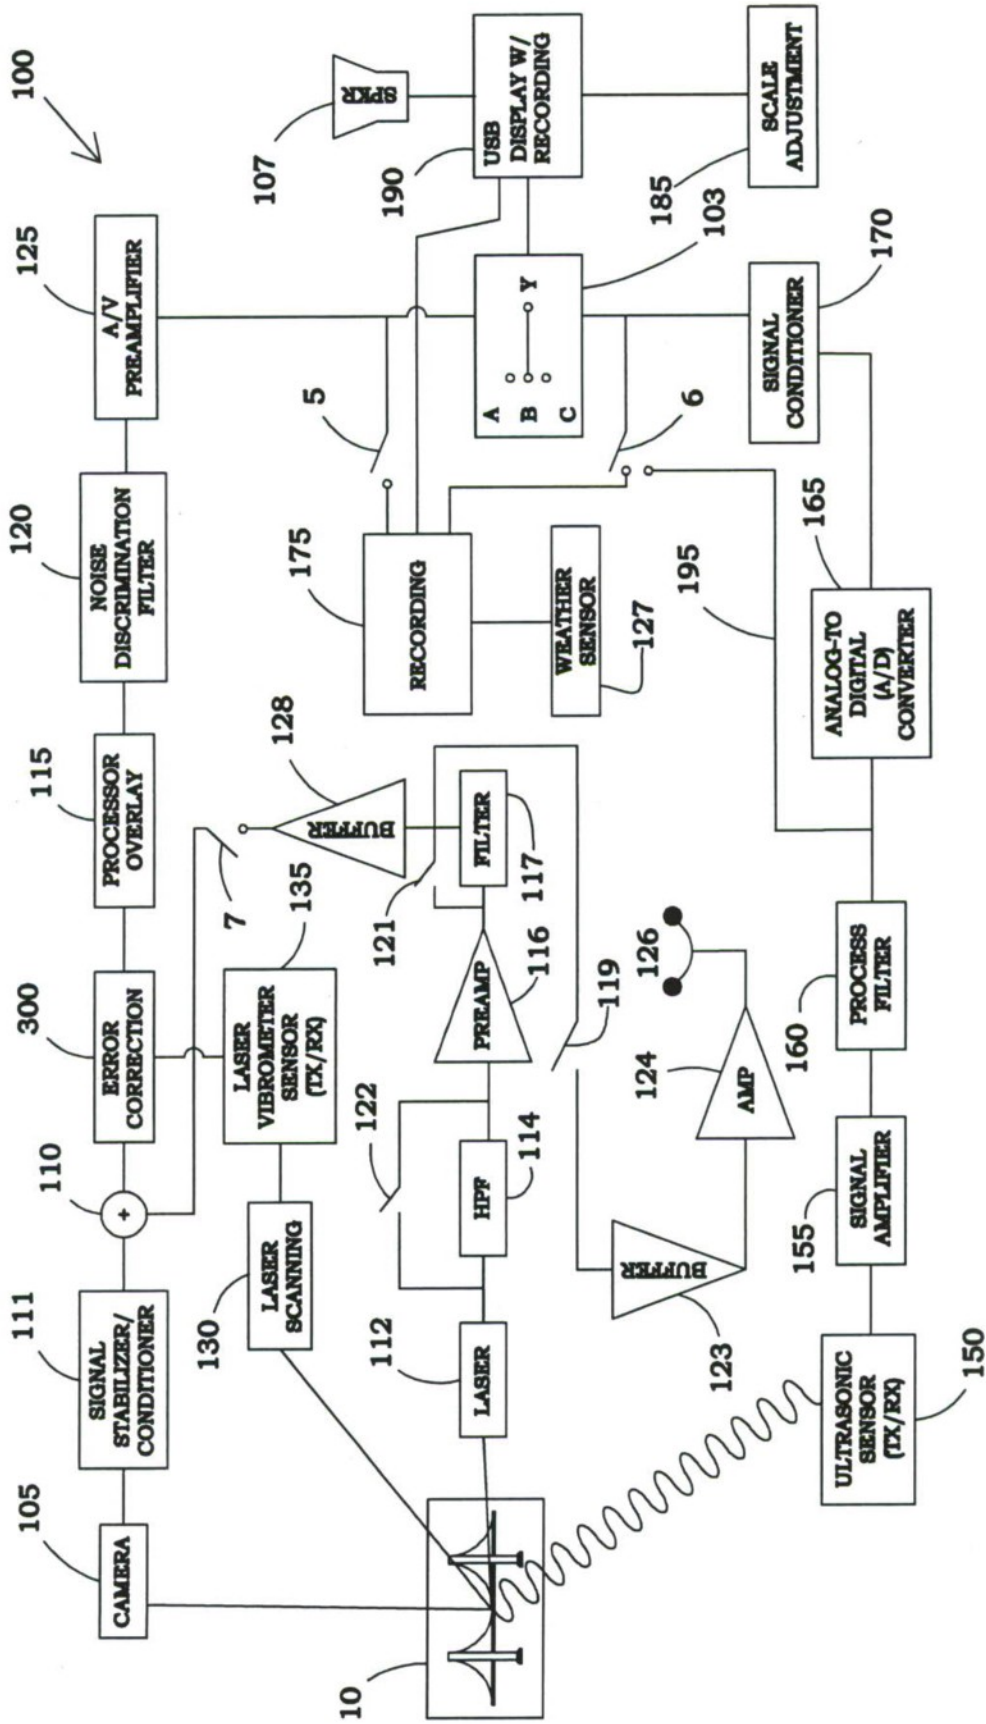 100
105
CAMERA
111
SIGNAL
STABILIZER/
CONDITIONER
110
+
300
ERROR
CORRECTION
115
PROCESSOR
OVERLAY
120
NOISE
DISCRIMINATION
FILTER
125
A/V
PREAMPLIFIER
107
SPKR
190
USB
DISPLAY W/
RECORDING
185
SCALE
ADJUSTMENT
103
A
B
C
Y
5
6
170
SIGNAL
CONDITIONER
175
RECORDING
WEATHER
SENSOR
127
195
165
ANALOG-TO
DIGITAL
(A/D)
CONVERTER
7
128
BUFFER
135
LASER
VIBROMETER
SENSOR
(TX/RX)
130
LASER
SCANNING
121
FILTER
117
PREAMP
116
122
HPF
114
112
LASER
119
126
124
AMP
BUFFER
123
10
160
PROCESS
FILTER
155
SIGNAL
AMPLIFIER
ULTRASONIC
SENSOR
(TX/RX)
150